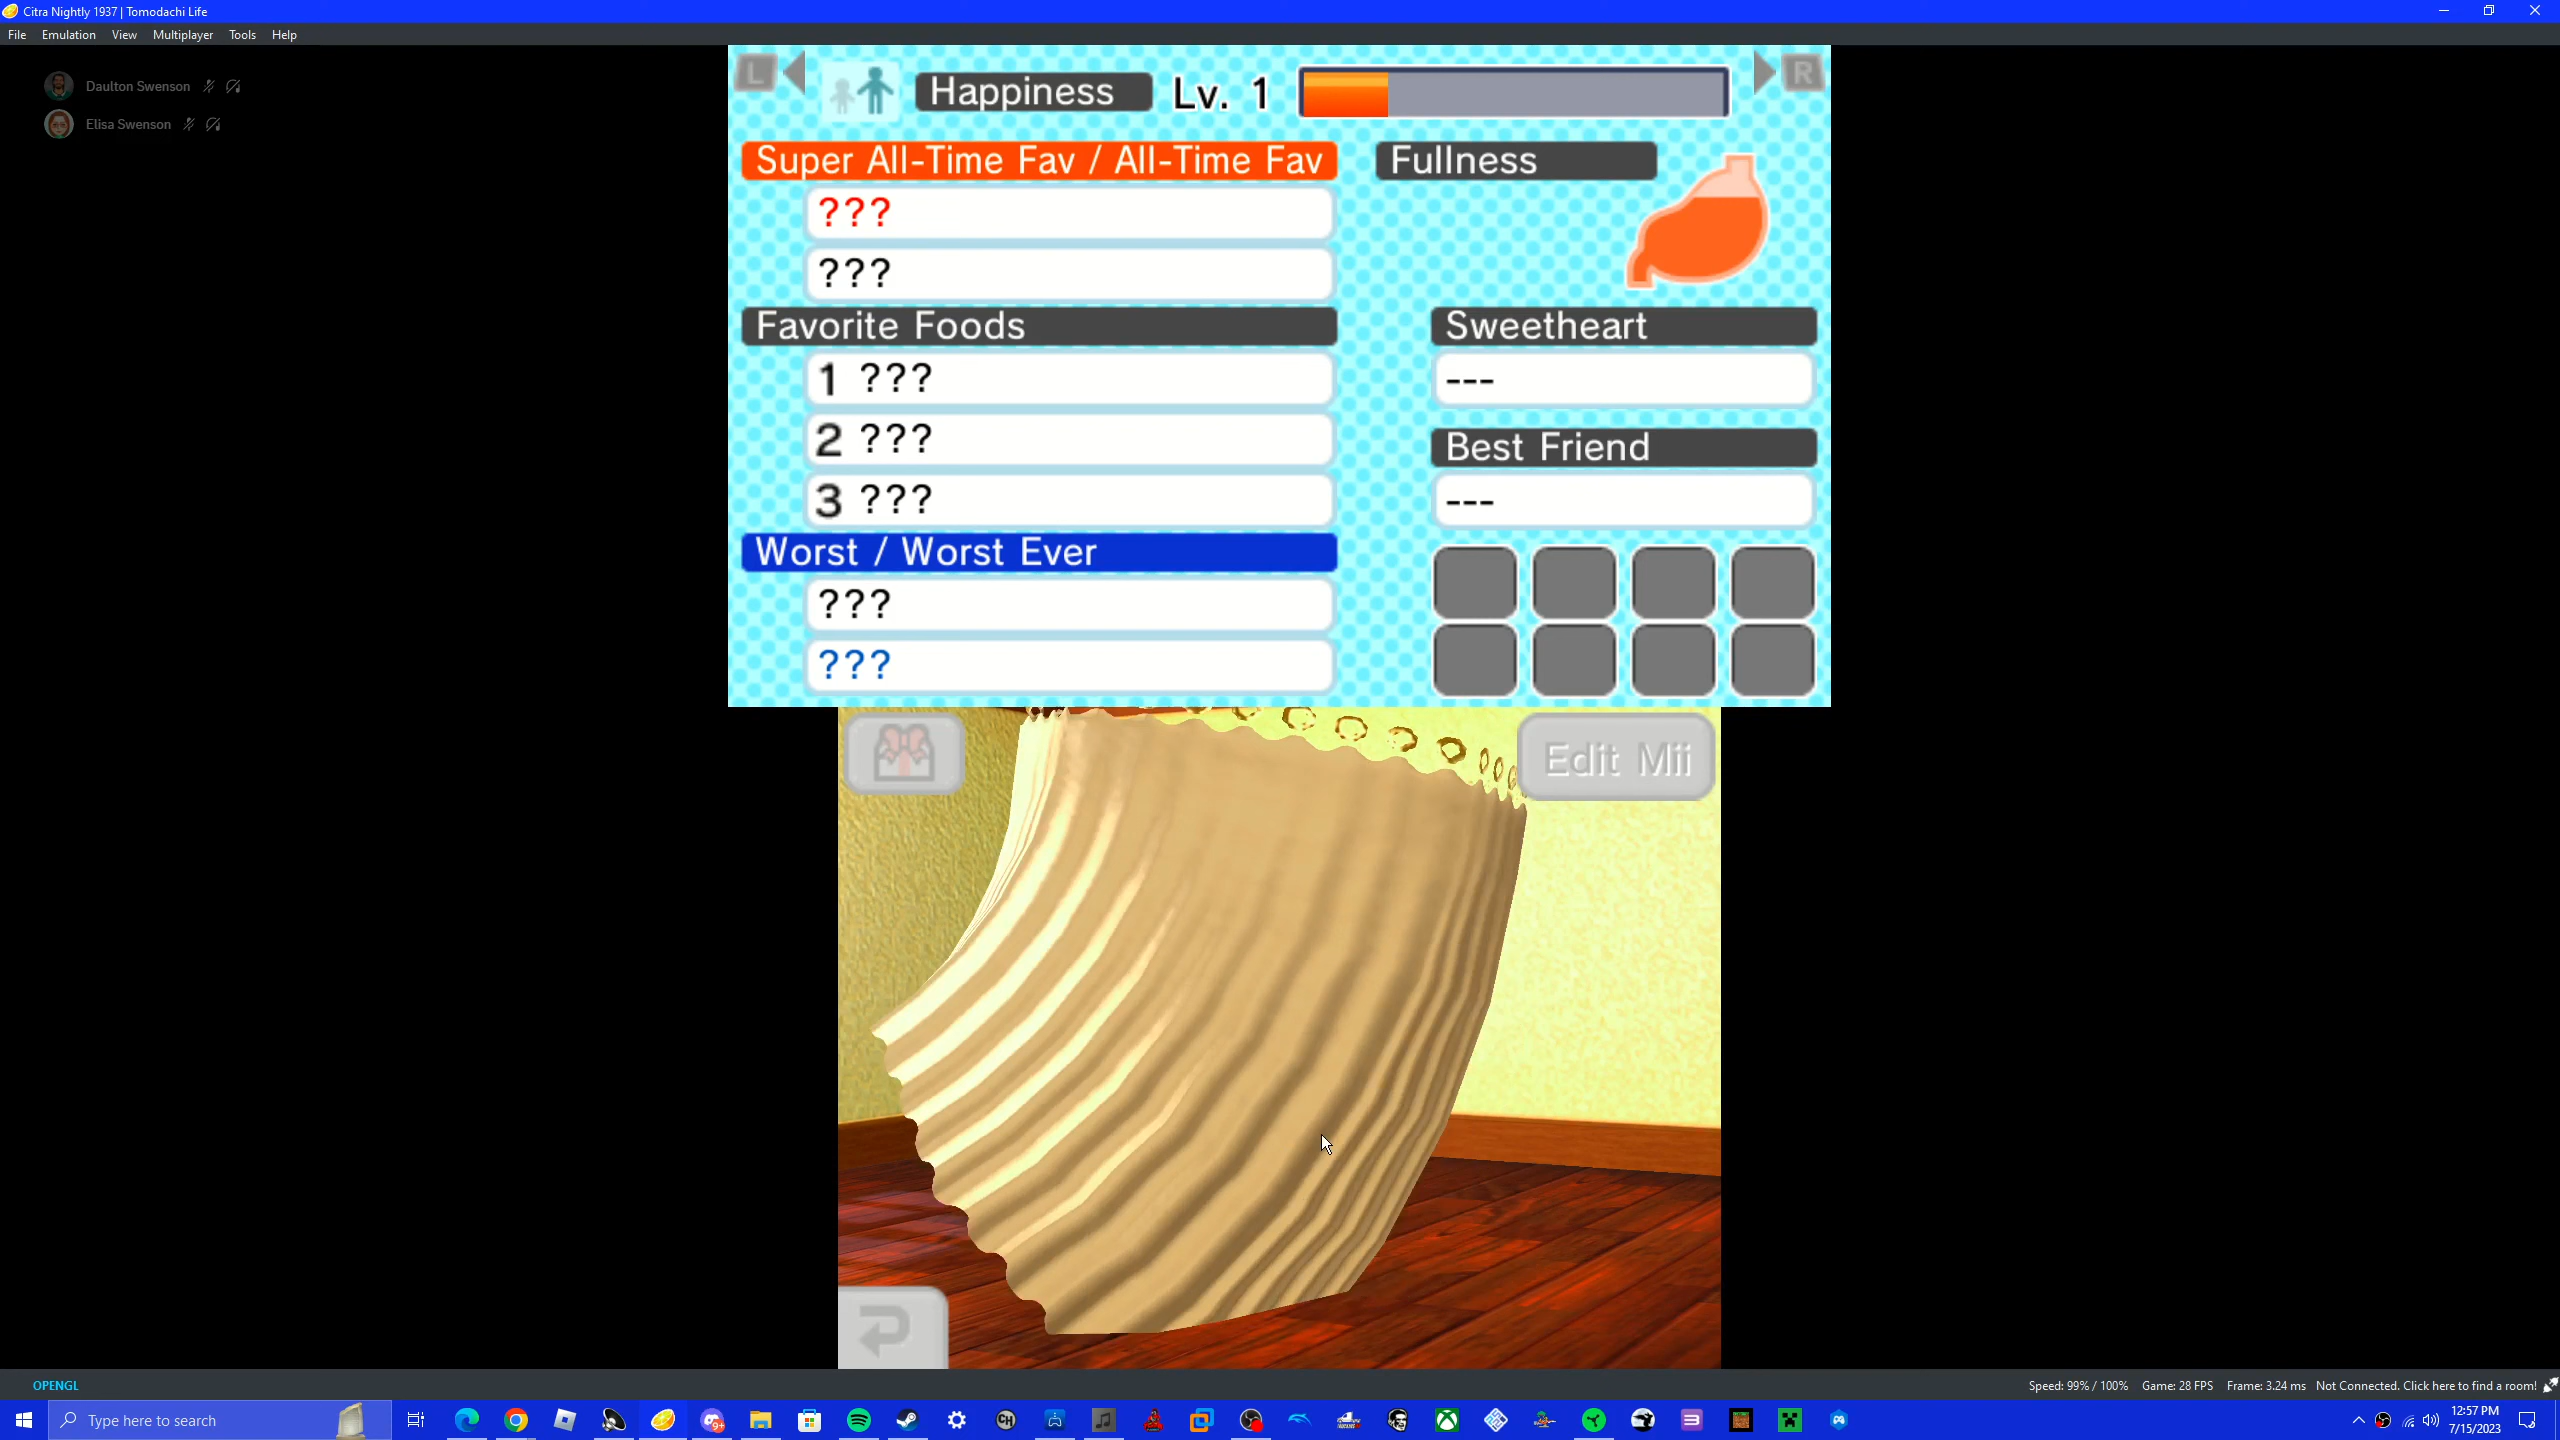 Citra Nightly 1937 | Tomodachi Life
File Emulation View Multiplayer Tools Help
Daulton Swenson
Elisa Swenson
L Happiness Lv. 1 R
Super All-Time Fav / All-Time Fav
???
???
Favorite Foods
1 ???
2 ???
3 ???
Worst / Worst Ever
???
???
Fullness
Sweetheart
---
Best Friend
---
Edit Mii
OPENGL
Speed: 99% / 100% Game: 28 FPS Frame: 3.24 ms Not Connected. Click here to find a room!
Type here to search
9+
CH
3
12:57 PM
7/15/2023